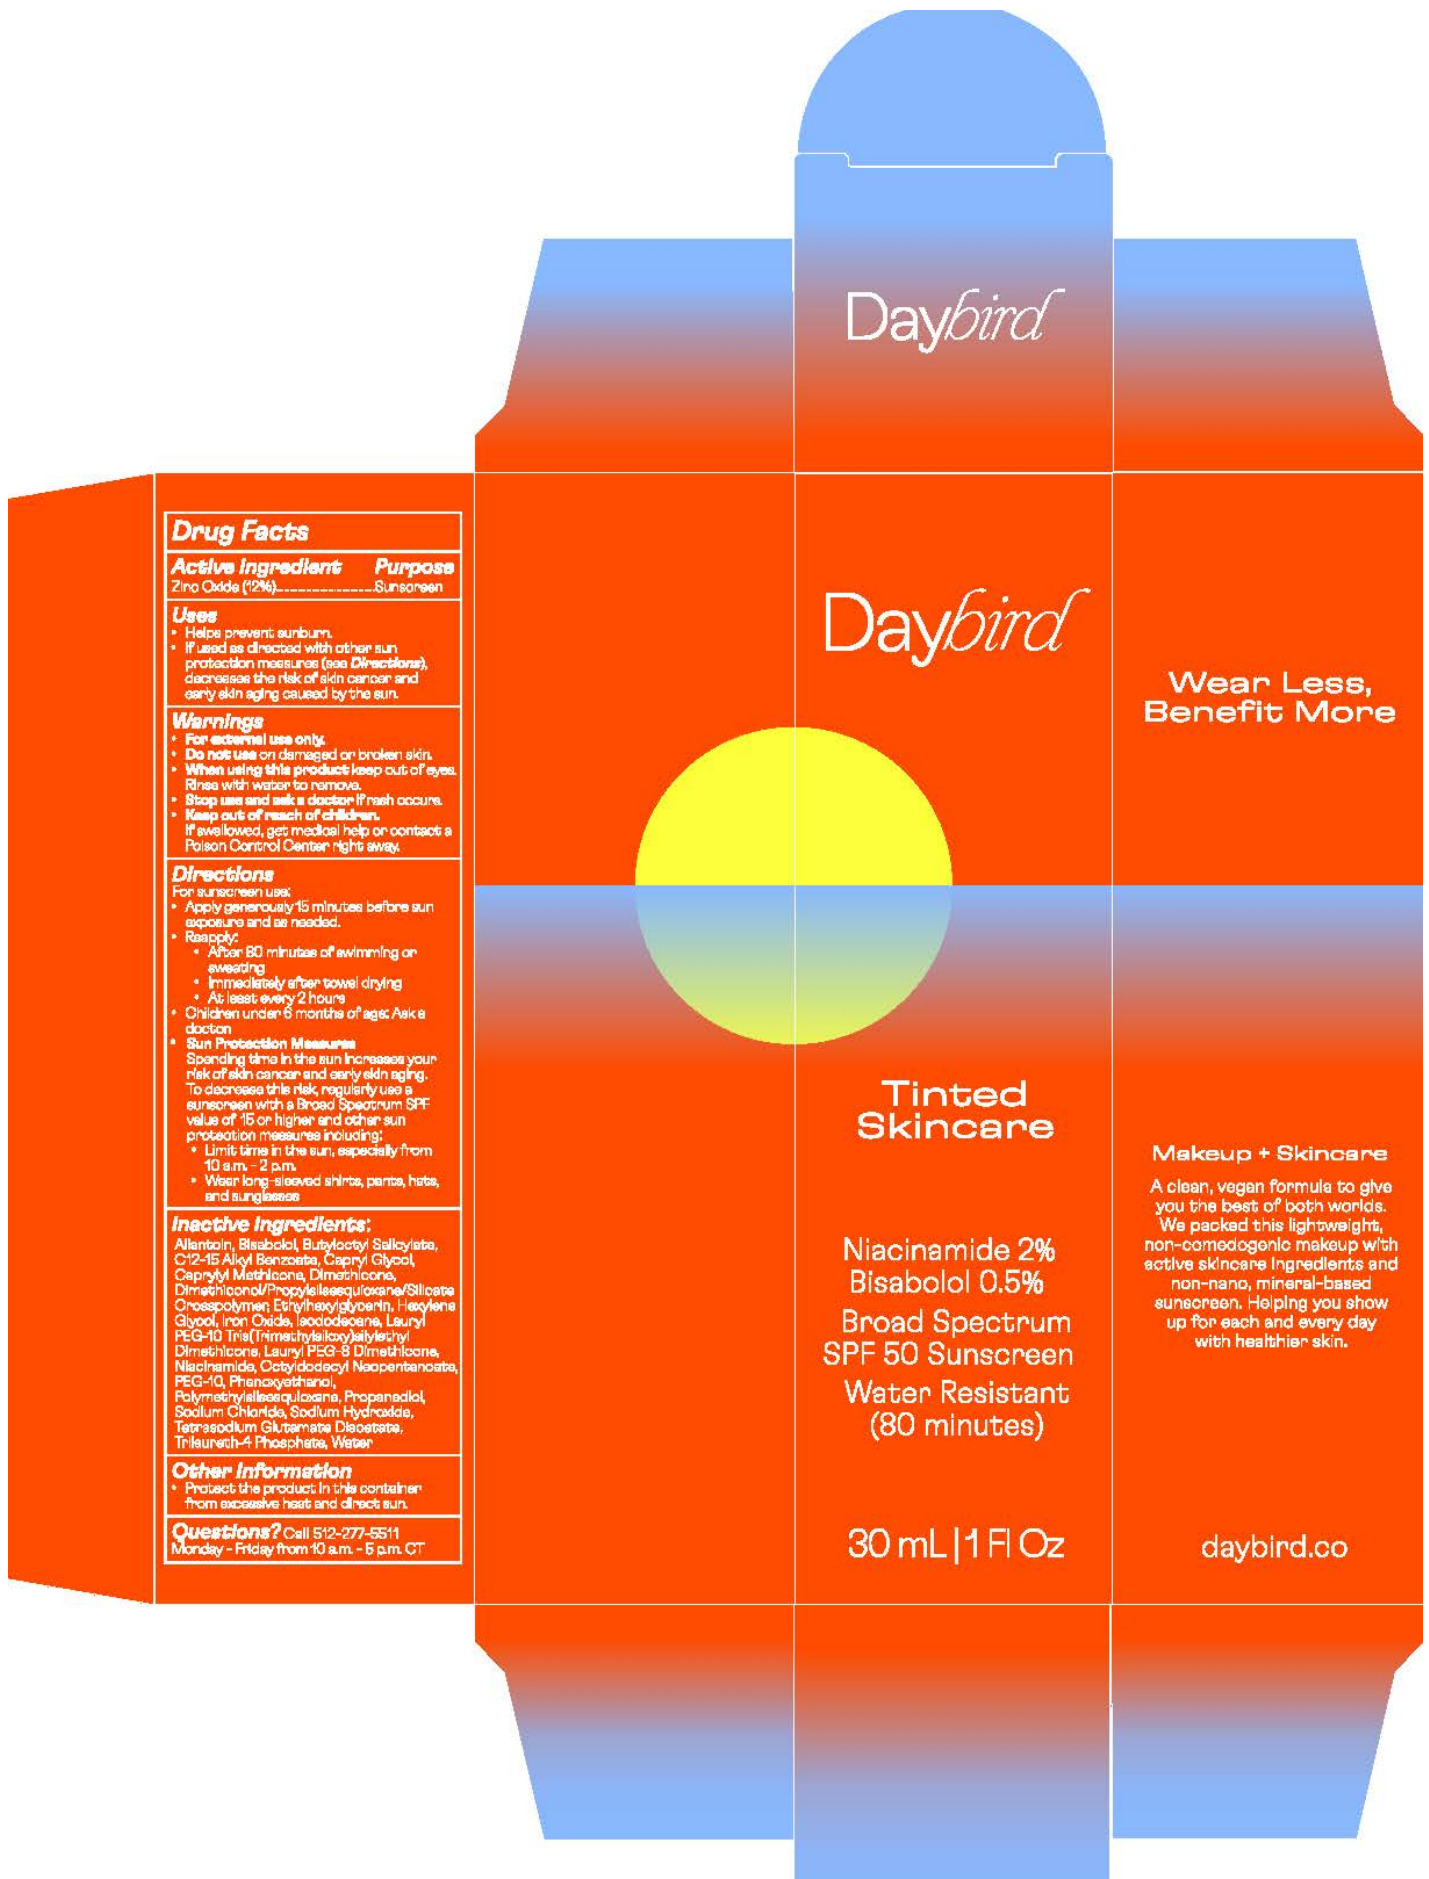 Daybird
Drug Facts
Active Ingredient Purpose
Zinc Oxide (12%)........................Sunscreen
Uses
• Helps prevent sunburn.
• If used as directed with other sun
protection measures (see Directions),
decreases the risk of skin cancer and
early skin aging caused by the sun.
Warnings
• For external use only.
• Do not use on damaged or broken skin.
• When using this product keep out of eyes.
Rinse with water to remove.
• Stop use and ask a doctor if rash occurs.
• Keep out of reach of children.
If swallowed, get medical help or contact a
Poison Control Center right away.
Directions
For sunscreen use:
• Apply generously 15 minutes before sun
exposure and as needed.
• Reapply:
• After 80 minutes of swimming or
sweating
• Immediately after towel drying
• At least every 2 hours
• Children under 6 months of age: Ask a
doctor.
• Sun Protection Measures
Spending time in the sun increases your
risk of skin cancer and early skin aging.
To decrease this risk, regularly use a
sunscreen with a Broad Spectrum SPF
value of 15 or higher and other sun
protection measures including:
• Limit time in the sun, especially from
10 a.m. - 2 p.m.
• Wear long-sleeved shirts, pants, hats,
and sunglasses
Inactive Ingredients:
Allantoin, Bisabolol, Butyloctyl Salicylate,
C12-15 Alkyl Benzoate, Capryl Glycol,
Caprylyl Methicone, Dimethicone,
Dimethiconol/Propylsilsesquioxane/Silicate
Crosspolymer, Ethylhexylglycerin, Hexylene
Glycol, Iron Oxide, Isododecane, Lauryl
PEG-10 Tris(Trimethylsiloxy)silylethyl
Dimethicone, Lauryl PEG-8 Dimethicone,
Niacinamide, Octyldodecyl Neopentanoate,
PEG-10, Phenoxyethanol,
Polymethylsilsesquioxane, Propanediol,
Sodium Chloride, Sodium Hydroxide,
Tetrasodium Glutamate Diacetate,
Trilaureth-4 Phosphate, Water
Other Information
• Protect the product in this container
from excessive heat and direct sun.
Questions? Call 512-277-5511
Monday - Friday from 10 a.m. - 5 p.m. CT
Daybird
Tinted
Skincare
Niacinamide 2%
Bisabolol 0.5%
Broad Spectrum
SPF 50 Sunscreen
Water Resistant
(80 minutes)
30 mL|1 Fl Oz
Wear Less,
Benefit More
Makeup + Skincare
A clean, vegan formula to give
you the best of both worlds.
We packed this lightweight,
non-comedogenic makeup with
active skincare ingredients and
non-nano, mineral-based
sunscreen. Helping you show
up for each and every day
with healthier skin.
daybird.co